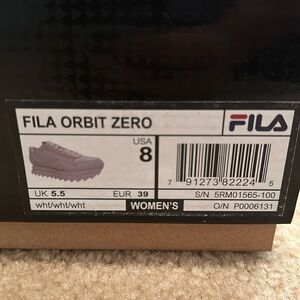 FILA ORBIT ZERO
FILA
USA
8
7 91273 82224 5
UK 5.5 EUR 39
S/N 5RM01565-100
wht/wht/wht WOMEN'S
O/N P0006131